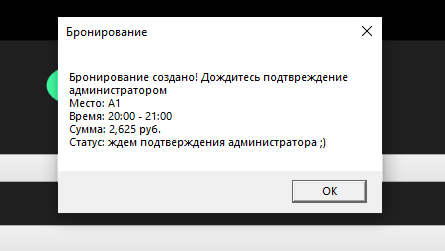 Бронирование
Бронирование создано! Дождитесь подтвреждение
администратором
Место: A1
Время: 20:00 - 21:00
Сумма: 2,625 руб.
Статус: ждем подтверждения администратора ;)
OK